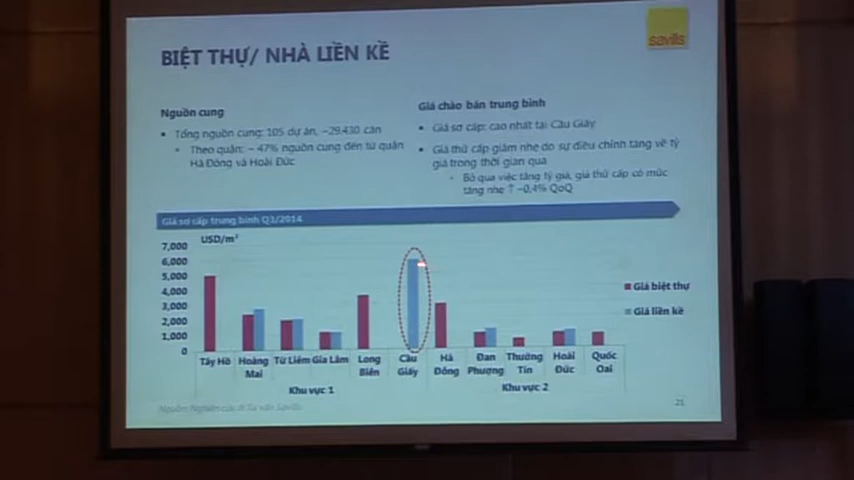 BIỆT THỰ/ NHÀ LIỀN KỀ
savills
Nguồn cung
▪ Tổng nguồn cung: 105 dự án, ~29.430 căn
▪ Theo quận: ~ 47% nguồn cung đến từ quận
Hà Đông và Hoài Đức
Giá chào bán trung bình
▪ Giá sơ cấp: cao nhất tại Cầu Giấy
▪ Giá thứ cấp giảm nhẹ do sự điều chỉnh tăng về tỷ
giá trong thời gian qua
▪ Bỏ qua việc tăng tỷ giá, giá thứ cấp có mức
tăng nhẹ ↑ ~0,4% QoQ
Giá sơ cấp trung bình Q1/2014
USD/m²
7,000
6,000
5,000
4,000
3,000
2,000
1,000
0
Tây Hồ
Hoàng Mai
Từ Liêm
Gia Lâm
Long Biên
Cầu Giấy
Hà Đông
Đan Phượng
Thường Tín
Hoài Đức
Quốc Oai
Khu vực 1
Khu vực 2
Giá biệt thự
Giá liền kề
Nguồn: Nghiên cứu & Tư vấn Savills
21